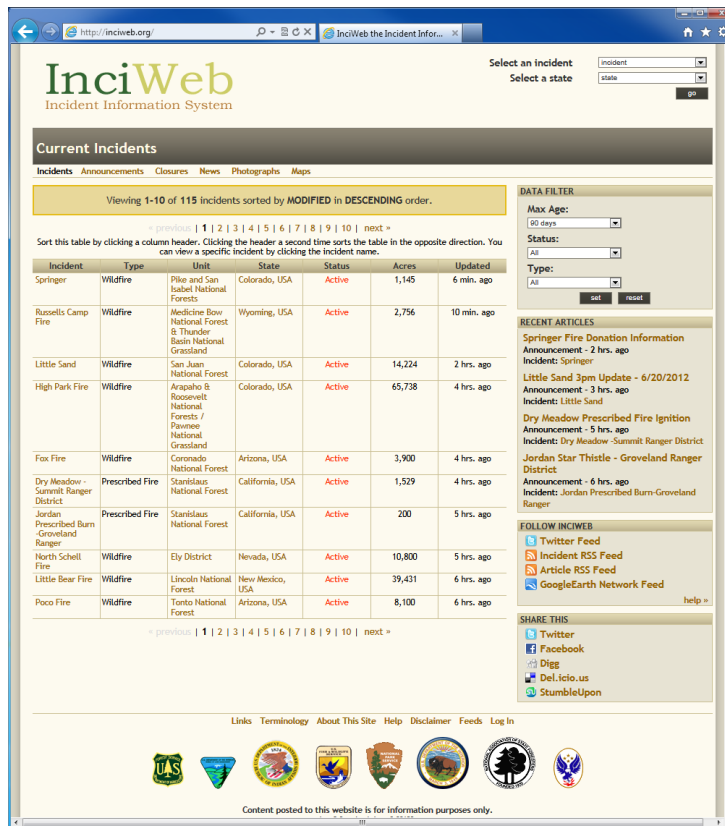 http://inciweb.org/
InciWeb the Incident Infor...
InciWeb
Incident Information System
Select an incident
incident
Select a state
state
go
Current Incidents
Incidents Announcements Closures News Photographs Maps
Viewing 1-10 of 115 incidents sorted by MODIFIED in DESCENDING order.
« previous | 1 | 2 | 3 | 4 | 5 | 6 | 7 | 8 | 9 | 10 | next »
Sort this table by clicking a column header. Clicking the header a second time sorts the table in the opposite direction. You
can view a specific incident by clicking the incident name.
Incident Type Unit State Status Acres Updated
Springer Wildfire Pike and San Colorado, USA Active 1,145 6 min. ago
Isabel National
Forests
Russells Camp Wildfire Medicine Bow Wyoming, USA Active 2,756 10 min. ago
Fire National Forest
& Thunder
Basin National
Grassland
Little Sand Wildfire San Juan Colorado, USA Active 14,224 2 hrs. ago
National Forest
High Park Fire Wildfire Arapaho & Colorado, USA Active 65,738 4 hrs. ago
Roosevelt
National
Forests /
Pawnee
National
Grassland
Fox Fire Wildfire Coronado Arizona, USA Active 3,900 4 hrs. ago
National Forest
Dry Meadow - Prescribed Fire Stanislaus California, USA Active 1,529 4 hrs. ago
Summit Ranger National Forest
District
Jordan Prescribed Fire Stanislaus California, USA Active 200 5 hrs. ago
Prescribed Burn National Forest
-Groveland
Ranger
North Schell Wildfire Ely District Nevada, USA Active 10,800 5 hrs. ago
Fire
Little Bear Fire Wildfire Lincoln National New Mexico, Active 39,431 6 hrs. ago
Forest USA
Poco Fire Wildfire Tonto National Arizona, USA Active 8,100 6 hrs. ago
Forest
« previous | 1 | 2 | 3 | 4 | 5 | 6 | 7 | 8 | 9 | 10 | next »
DATA FILTER
Max Age:
90 days
Status:
All
Type:
All
set reset
RECENT ARTICLES
Springer Fire Donation Information
Announcement - 2 hrs. ago
Incident: Springer
Little Sand 3pm Update - 6/20/2012
Announcement - 3 hrs. ago
Incident: Little Sand
Dry Meadow Prescribed Fire Ignition
Announcement - 5 hrs. ago
Incident: Dry Meadow -Summit Ranger District
Jordan Star Thistle - Groveland Ranger
District
Announcement - 6 hrs. ago
Incident: Jordan Prescribed Burn-Groveland
Ranger
FOLLOW INCIWEB
Twitter Feed
Incident RSS Feed
Article RSS Feed
GoogleEarth Network Feed
help »
SHARE THIS
Twitter
Facebook
Digg
Del.icio.us
StumbleUpon
Links Terminology About This Site Help Disclaimer Feeds Log In
UAS
Content posted to this website is for information purposes only.